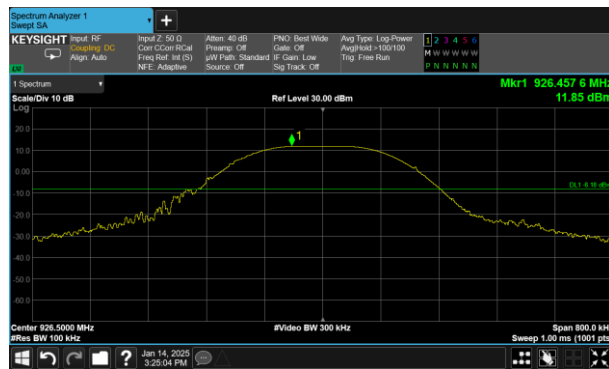 Spectrum Analyzer 1
Swept SA
KEYSIGHT
Input: RF
Coupling: DC
Align: Auto
Input Z: 50 Ω
Corr CCorr RCal
Freq Ref: Int (S)
NFE: Adaptive
Atten: 40 dB
Preamp: Off
µW Path: Standard
Source: Off
PNO: Best Wide
Gate: Off
IF Gain: Low
Sig Track: Off
Avg Type: Log-Power
Avg|Hold:>100/100
Trig: Free Run
1 2 3 4 5 6
M W W W W W
P N N N N N
1 Spectrum
Mkr1 926.457 6 MHz
Scale/Div 10 dB
Ref Level 30.00 dBm
11.85 dBm
Log
20.0
1
10.0
0.00
DL1 -8.16 dBm
-10.0
-20.0
-30.0
-40.0
-50.0
-60.0
Center 926.5000 MHz
#Video BW 300 kHz
Span 800.0 kH
#Res BW 100 kHz
Sweep 1.00 ms (1001 pts
?
Jan 14, 2025
3:25:04 PM